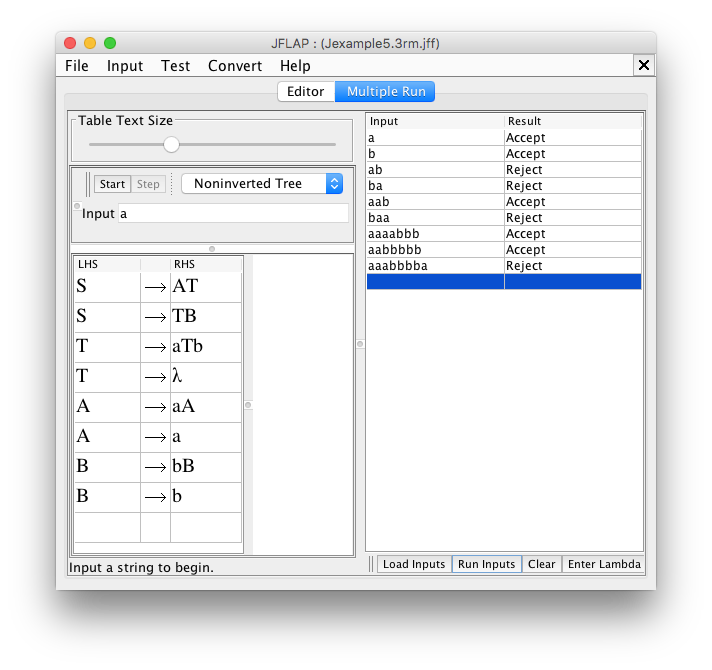 JFLAP : (Jexample5.3rm.jff)
File Input Test Convert Help
Editor Multiple Run
Table Text Size
Start Step Noninverted Tree
Input a
LHS RHS
S → AT
S → TB
T → aTb
T → λ
A → aA
A → a
B → bB
B → b
Input a string to begin.
Input Result
a Accept
b Accept
ab Reject
ba Reject
aab Accept
baa Reject
aaaabbb Accept
aabbbbb Accept
aaabbbba Reject
Load Inputs Run Inputs Clear Enter Lambda